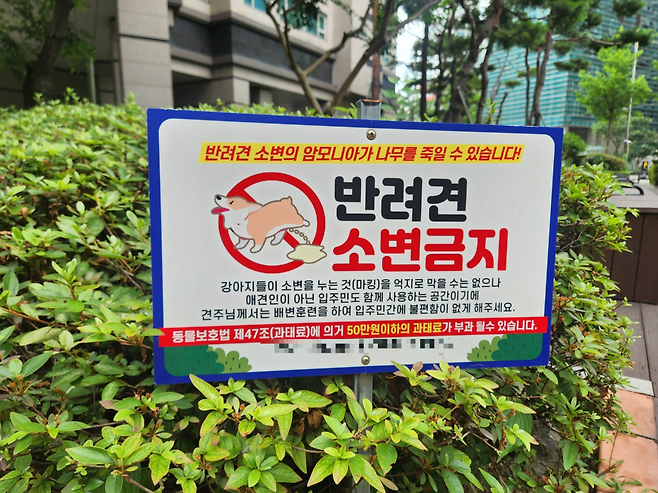 반려견 소변의 암모니아가 나무를 죽일 수 있습니다!
반려견
소변금지
강아지들이 소변을 누는 것(마킹)을 억지로 막을 수는 없으나
애견인이 아닌 입주민도 함께 사용하는 공간이기에
견주님께서는 배변훈련을 하여 입주민간에 불편함이 없게 해주세요.
동물보호법 제47조(과태료)에 의거 50만원이하의 과태료가 부과 될수 있습니다.